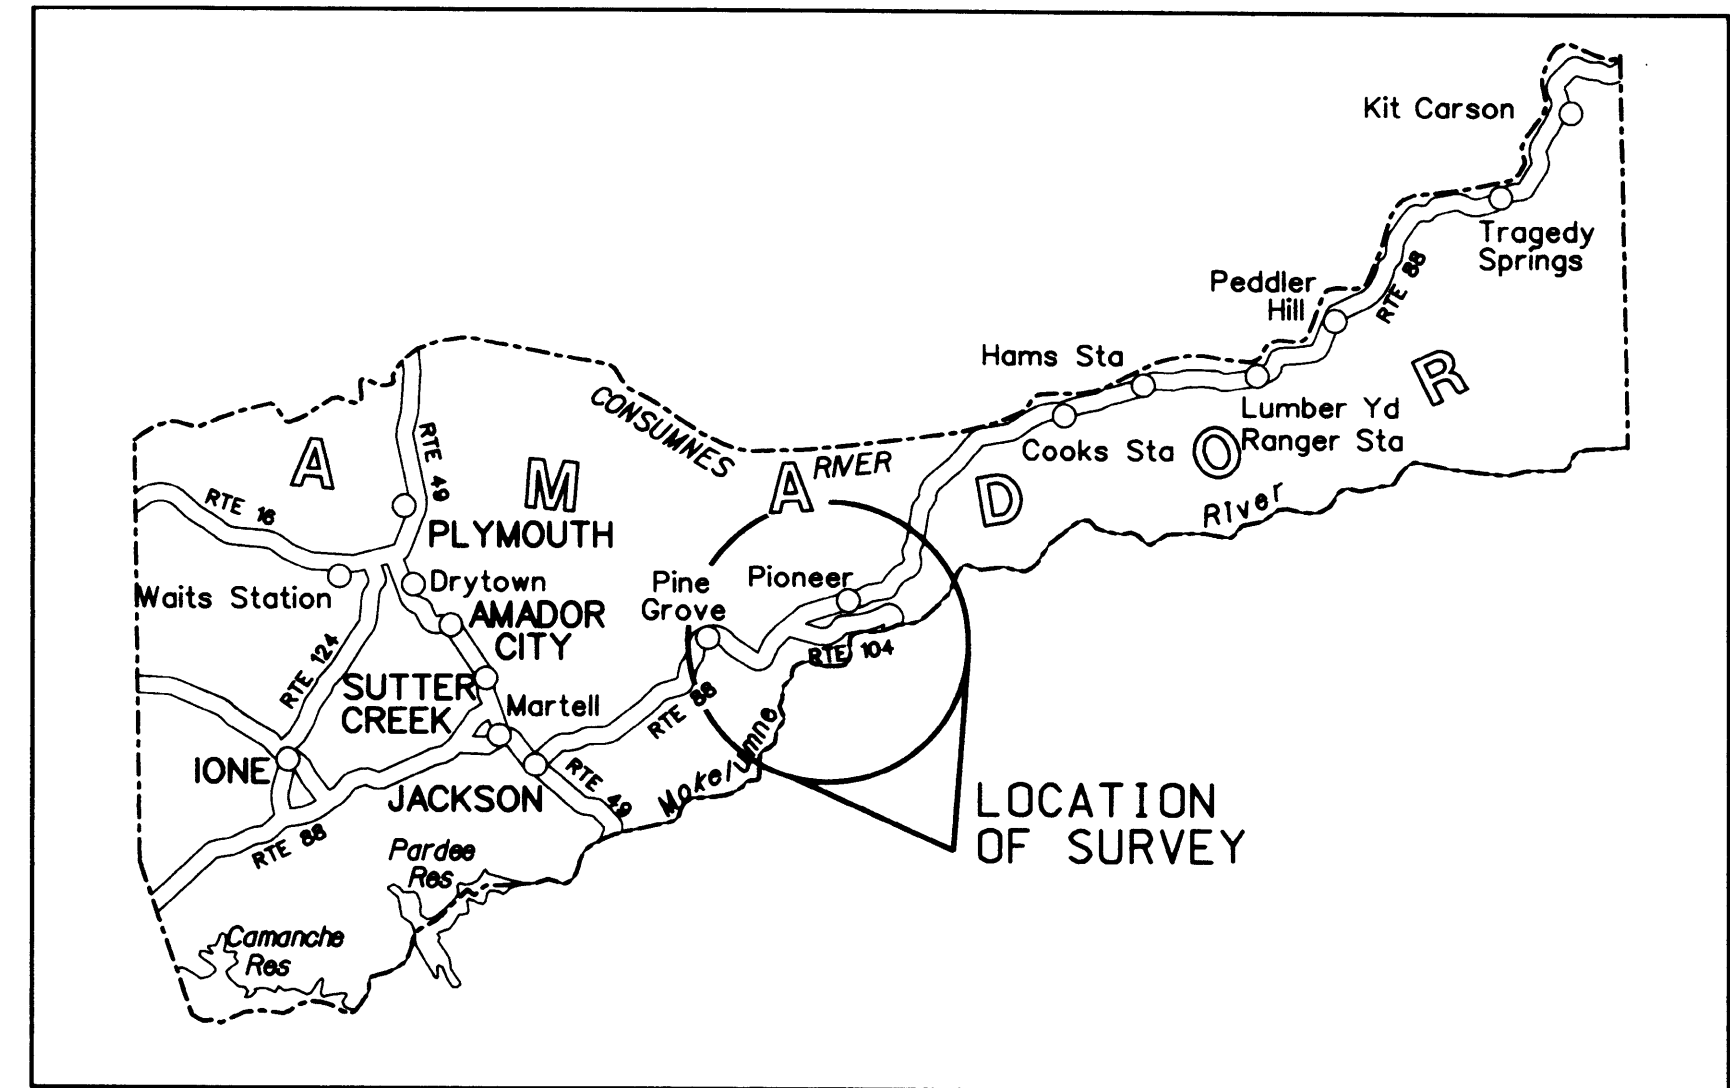 Kit Carson
Tragedy
Springs
Peddler
Hill
RTE 88
Hams Sta
R
Lumber Yd
Ranger Sta
Cooks Sta
O
CONSUMNES
RIVER
A
M
A
D
River
RTE 49
RTE 16
PLYMOUTH
Waits Station
Drytown
Pine
Grove
Pioneer
AMADOR
CITY
RTE 124
RTE 104
SUTTER
CREEK
Martell
RTE 88
IONE
JACKSON
RTE 49
Mokelumne
LOCATION
OF SURVEY
RTE 88
Pardee
Res
Camanche
Res